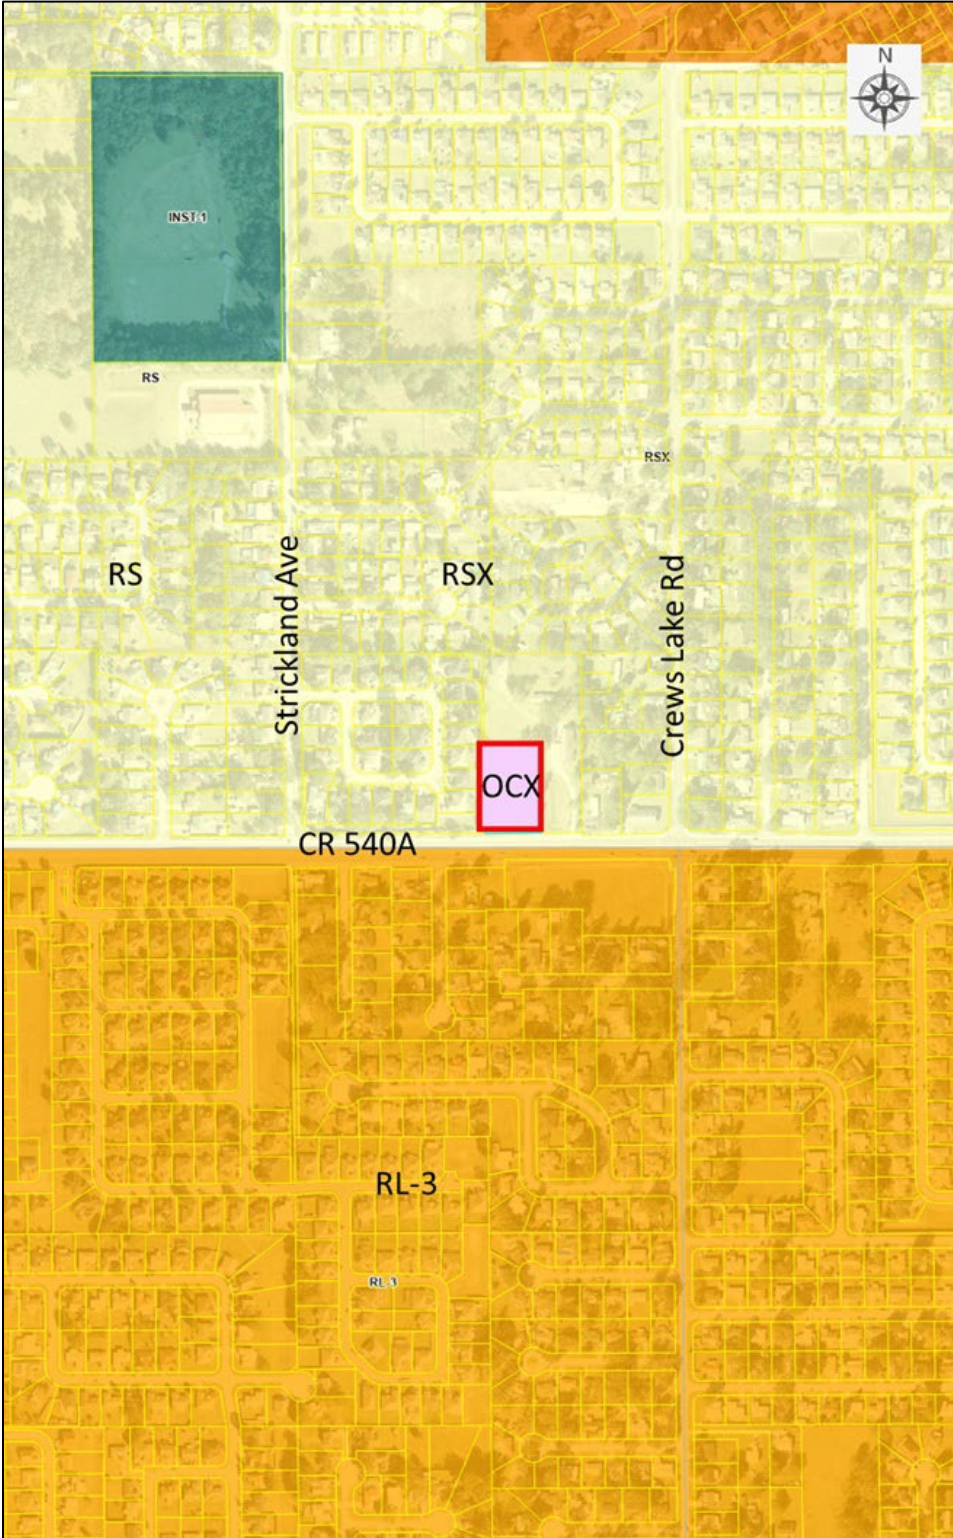 N
INST-1
RS
RSX
RS
Strickland Ave
RSX
Crews Lake Rd
OCX
CR 540A
RL-3
RL-3